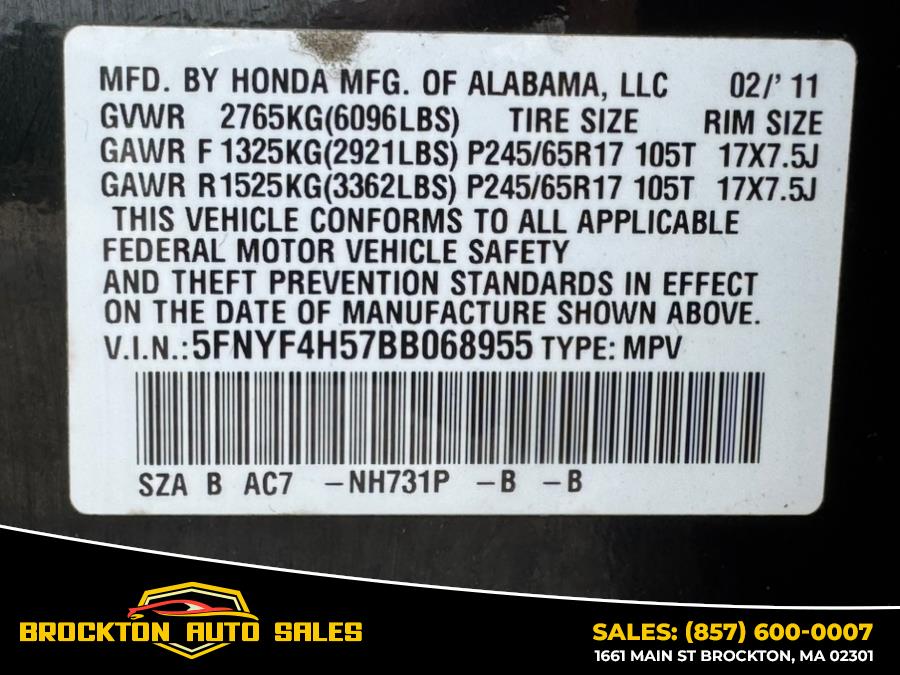 MFD. BY HONDA MFG. OF ALABAMA, LLC 02/' 11
GVWR 2765KG(6096LBS) TIRE SIZE RIM SIZE
GAWR F 1325KG(2921LBS) P245/65R17 105T 17X7.5J
GAWR R1525KG(3362LBS) P245/65R17 105T 17X7.5J
THIS VEHICLE CONFORMS TO ALL APPLICABLE
FEDERAL MOTOR VEHICLE SAFETY
AND THEFT PREVENTION STANDARDS IN EFFECT
ON THE DATE OF MANUFACTURE SHOWN ABOVE.
V.I.N.:5FNYF4H57BB068955 TYPE: MPV
SZA B AC7 -NH731P -B -B
BROCKTON AUTO SALES
SALES: (857) 600-0007
1661 MAIN ST BROCKTON, MA 02301